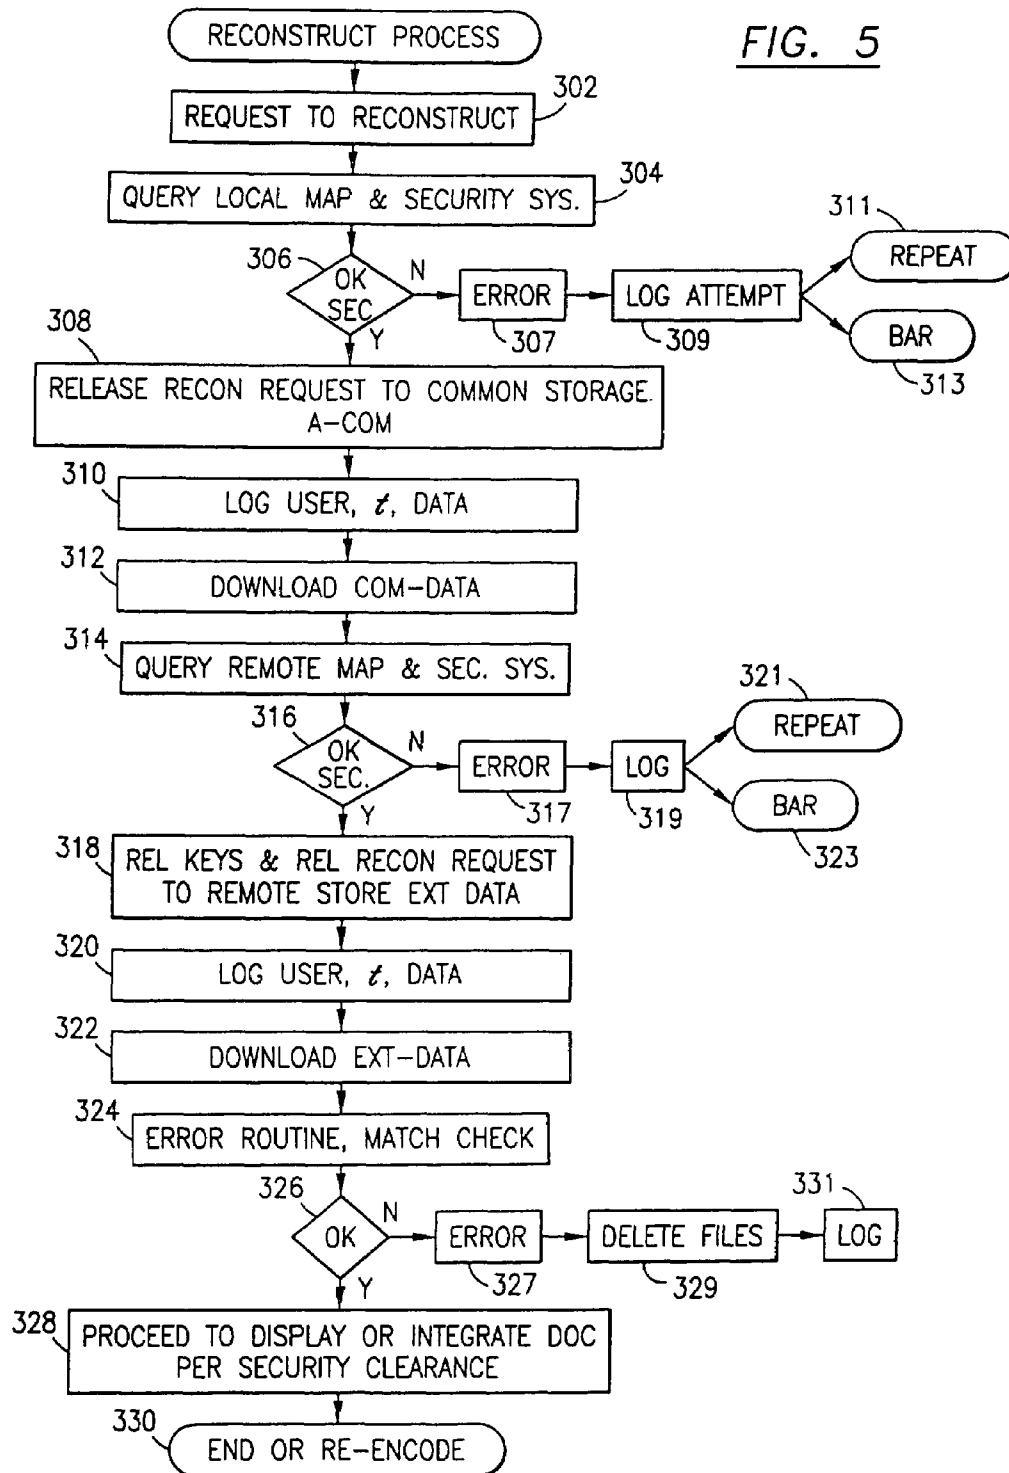 RECONSTRUCT PROCESS
FIG. 5
302
REQUEST TO RECONSTRUCT
304
QUERY LOCAL MAP & SECURITY SYS.
306
OK
SEC
N
Y
ERROR
307
LOG ATTEMPT
309
311
REPEAT
BAR
313
308
RELEASE RECON REQUEST TO COMMON STORAGE.
A-COM
310
LOG USER, t, DATA
312
DOWNLOAD COM-DATA
314
QUERY REMOTE MAP & SEC. SYS.
316
OK
SEC.
N
Y
ERROR
317
LOG
319
321
REPEAT
BAR
323
318
REL KEYS & REL RECON REQUEST
TO REMOTE STORE EXT DATA
320
LOG USER, t, DATA
322
DOWNLOAD EXT-DATA
324
ERROR ROUTINE, MATCH CHECK
326
OK
N
Y
ERROR
327
DELETE FILES
329
331
LOG
328
PROCEED TO DISPLAY OR INTEGRATE DOC
PER SECURITY CLEARANCE
330
END OR RE-ENCODE